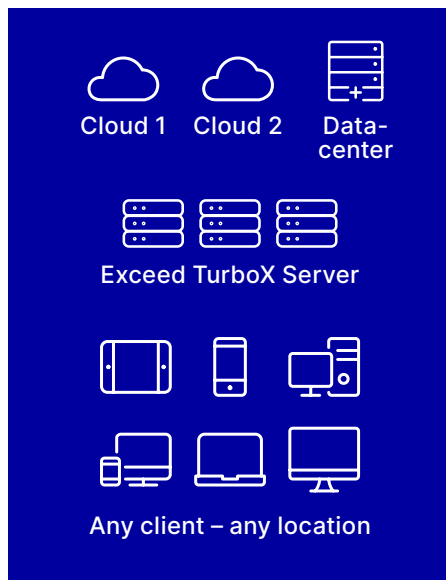 Cloud 1 Cloud 2 Data-
center
Exceed TurboX Server
Any client – any location